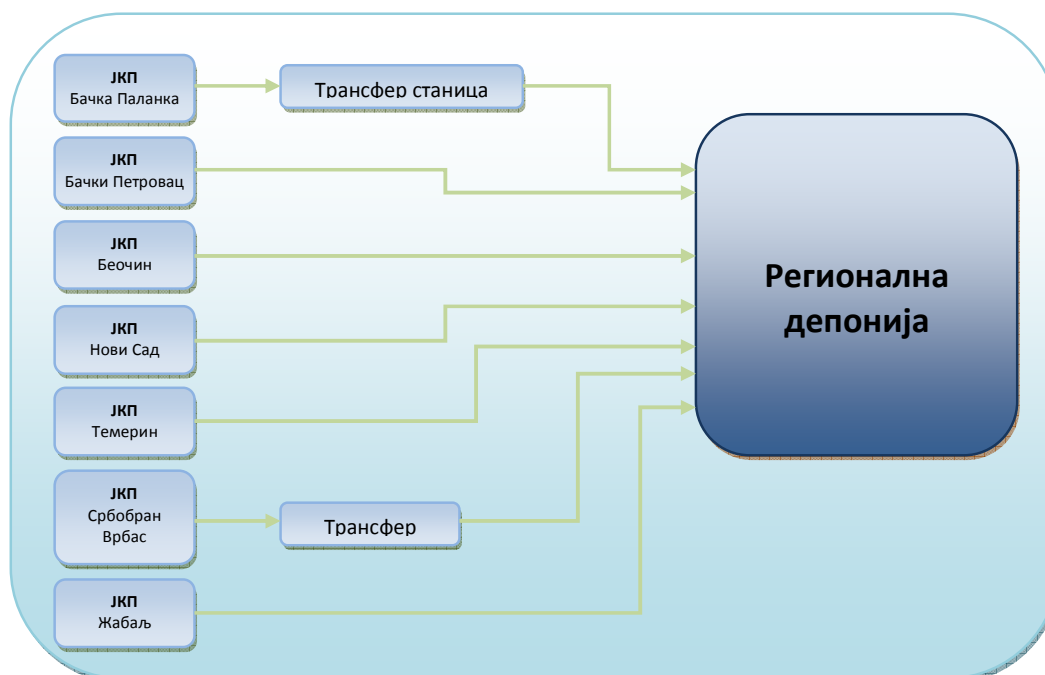 ЈКП
Бачка Паланка
Трансфер станица
ЈКП
Бачки Петровац
ЈКП
Беочин
Регионална
депонија
ЈКП
Нови Сад
ЈКП
Темерин
ЈКП
Србобран
Врбас
Трансфер
ЈКП
Жабаљ